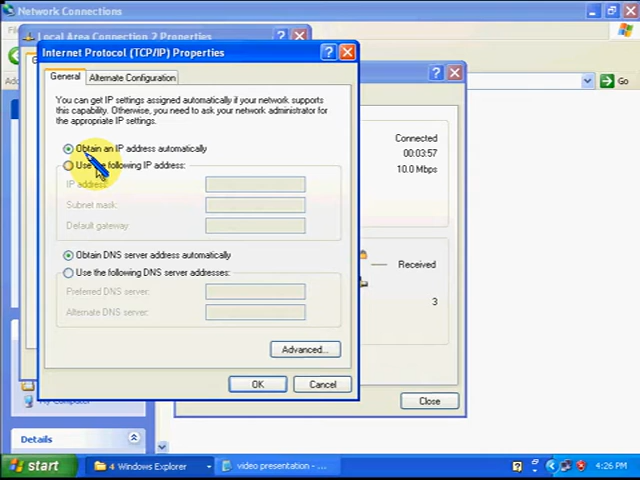 Network Connections
Local Area Connection 2 Properties
Internet Protocol (TCP/IP) Properties
General
Alternate Configuration
Go
You can get IP settings assigned automatically if your network supports
this capability. Otherwise, you need to ask your network administrator for
the appropriate IP settings.
Obtain an IP address automatically
Use the following IP address:
IP address:
Subnet mask:
Default gateway:
Obtain DNS server address automatically
Use the following DNS server addresses:
Preferred DNS server:
Alternate DNS server:
Advanced...
OK
Cancel
Connected
00:03:57
10.0 Mbps
Received
3
Close
My Computer
Details
start
4 Windows Explorer
video presentation - ...
4:26 PM